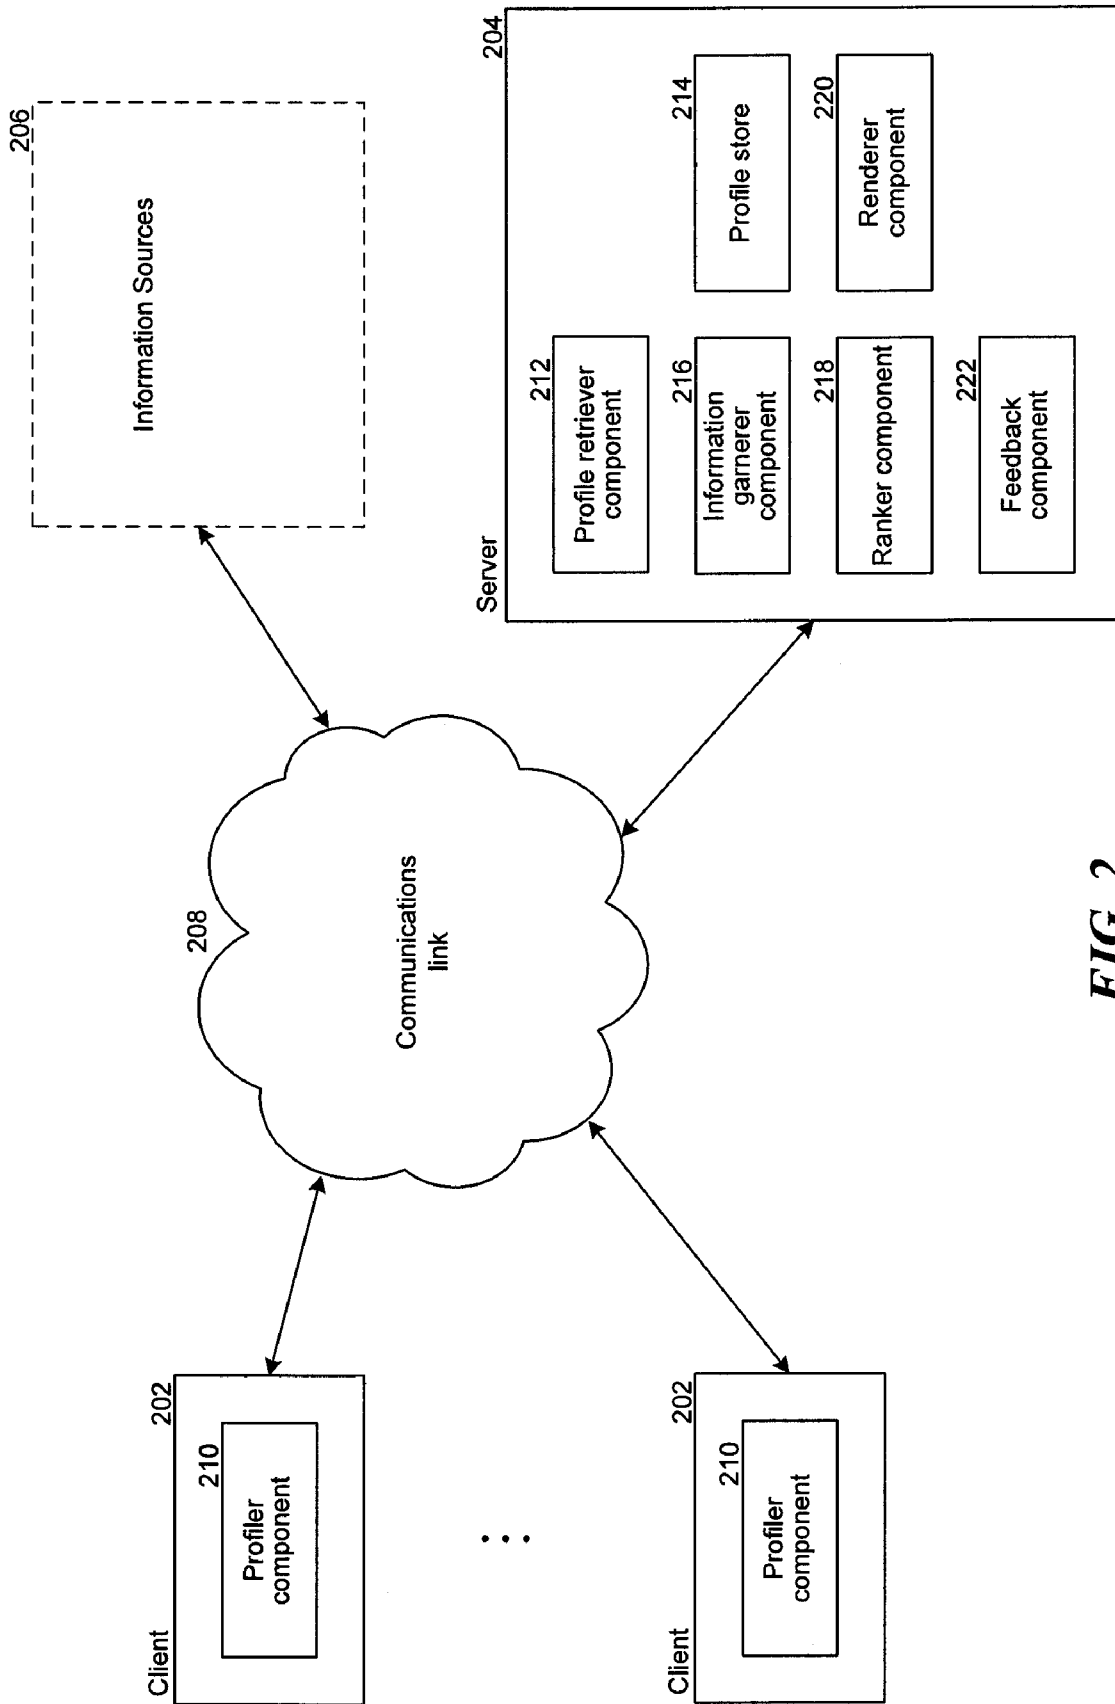 Client
202
210
Profiler
component
...
Client
202
210
Profiler
component
208
Communications
link
206
Information Sources
Server
204
212
Profile retriever
component
214
Profile store
216
Information
garnerer
component
218
Ranker component
220
Renderer
component
222
Feedback
component
FIG. 2